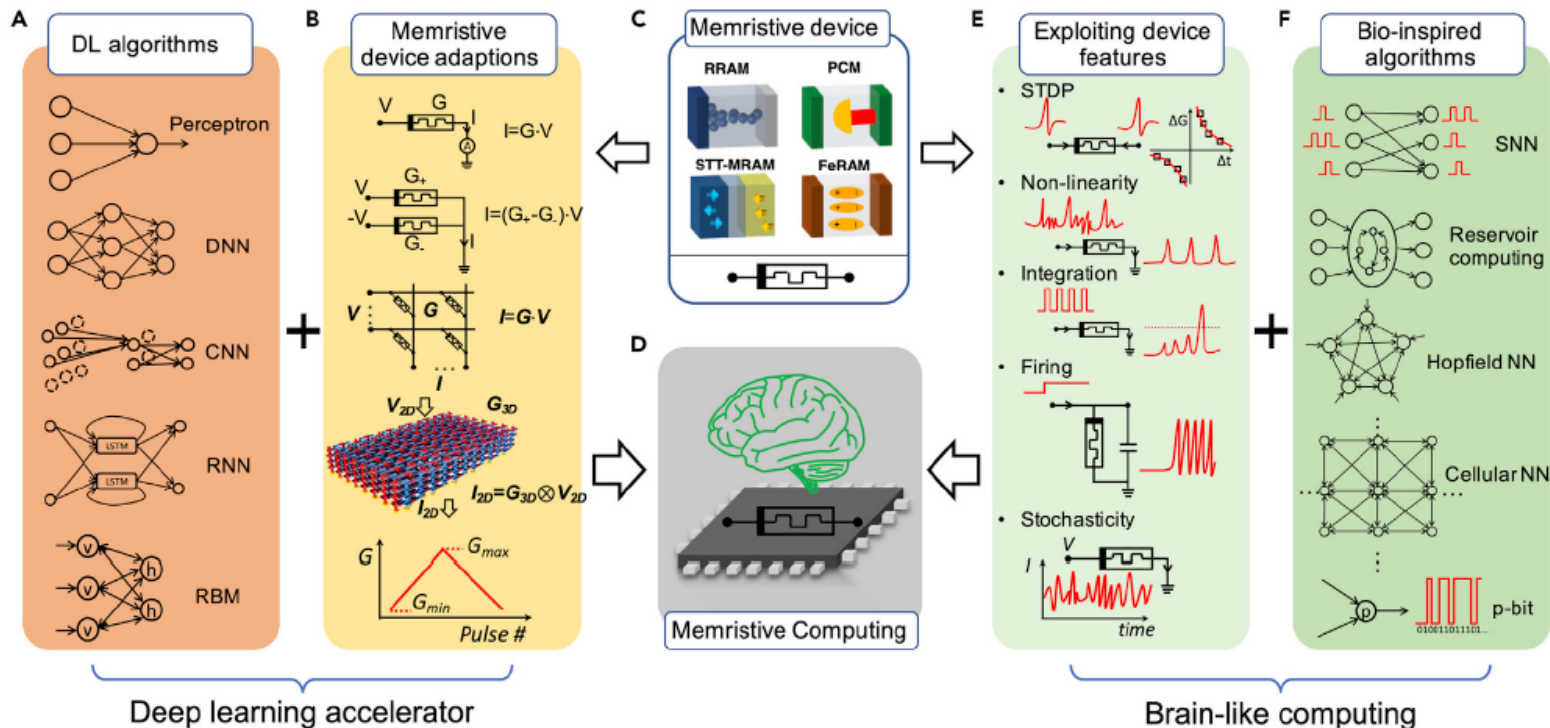 A
DL algorithms
Perceptron
DNN
CNN
LSTM
LSTM
RNN
v
v
v
h
h
RBM
B
Memristive
device adaptions
V
G
I
A
I=G·V
V
G+
-V
G-
I
I=(G+-G-)·V
V
G
I=G·V
I
V2D
G3D
I2D
I2D=G3D⊗V2D
G
Gmax
Gmin
Pulse #
+
Deep learning accelerator
C
Memristive device
RRAM
PCM
STT-MRAM
FeRAM
D
Memristive Computing
E
Exploiting device
features
• STDP
ΔG
Δt
• Non-linearity
• Integration
• Firing
• Stochasticity
V
I
time
+
F
Bio-inspired
algorithms
SNN
Reservoir
computing
Hopfield NN
Cellular NN
p
p-bit
010011011101...
Brain-like computing